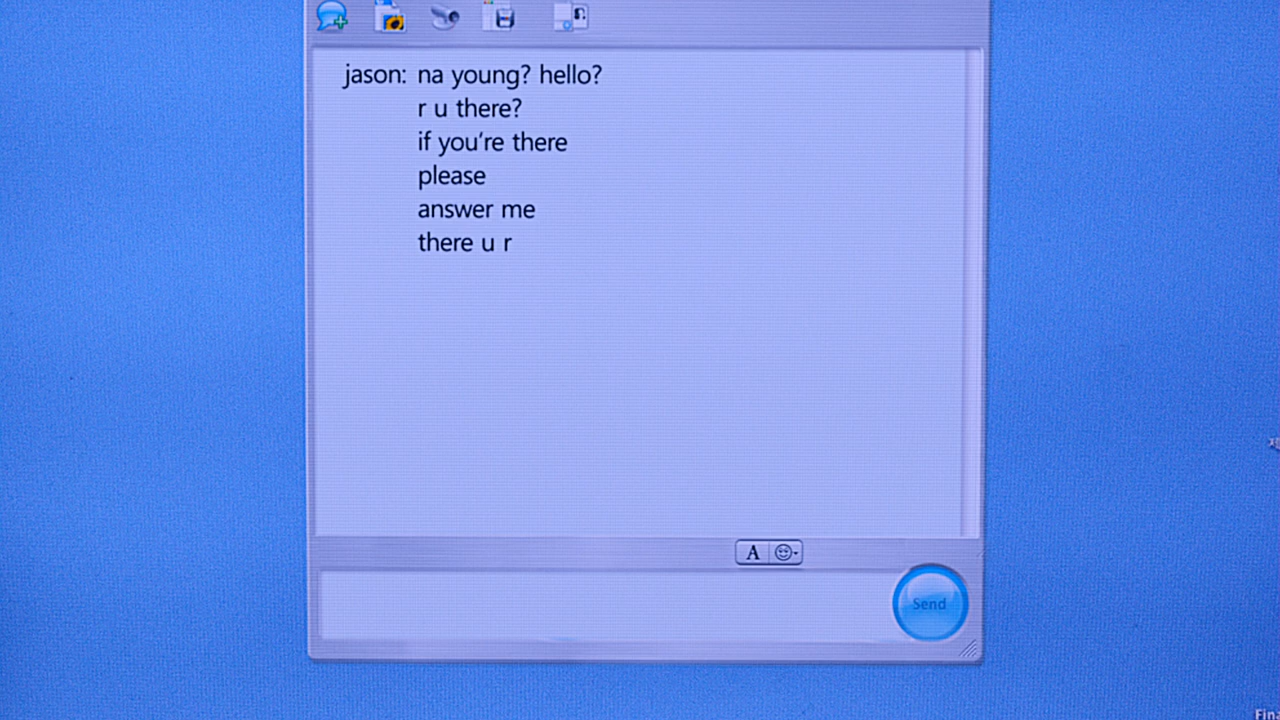 jason: na young? hello?
r u there?
if you're there
please
answer me
there u r
A
Send